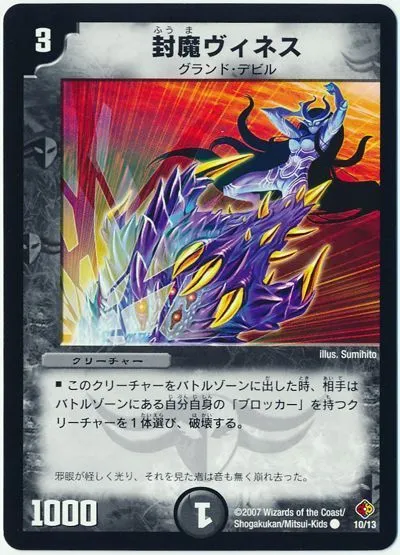 3
ふうま
封魔ヴィネス
グランド・デビル
illus. Sumihito
クリーチャー
■ このクリーチャーをバトルゾーンに出した時、相手は
バトルゾーンにある自分自身の「ブロッカー」を持つク
リーチャーを1体選び、破壊する。
邪眼が怪しく光り、それを見た者は音も無く崩れ去った。
1000
1
©2007 Wizards of the Coast/
Shogakukan/Mitsui-Kids
10/13